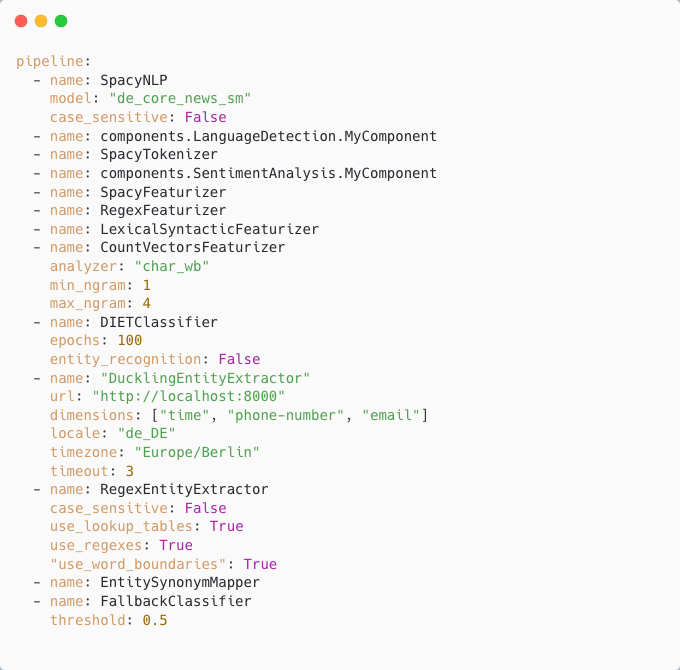 pipeline:
  - name: SpacyNLP
    model: "de_core_news_sm"
    case_sensitive: False
  - name: components.LanguageDetection.MyComponent
  - name: SpacyTokenizer
  - name: components.SentimentAnalysis.MyComponent
  - name: SpacyFeaturizer
  - name: RegexFeaturizer
  - name: LexicalSyntacticFeaturizer
  - name: CountVectorsFeaturizer
    analyzer: "char_wb"
    min_ngram: 1
    max_ngram: 4
  - name: DIETClassifier
    epochs: 100
    entity_recognition: False
  - name: "DucklingEntityExtractor"
    url: "http://localhost:8000"
    dimensions: ["time", "phone-number", "email"]
    locale: "de_DE"
    timezone: "Europe/Berlin"
    timeout: 3
  - name: RegexEntityExtractor
    case_sensitive: False
    use_lookup_tables: True
    use_regexes: True
    "use_word_boundaries": True
  - name: EntitySynonymMapper
  - name: FallbackClassifier
    threshold: 0.5